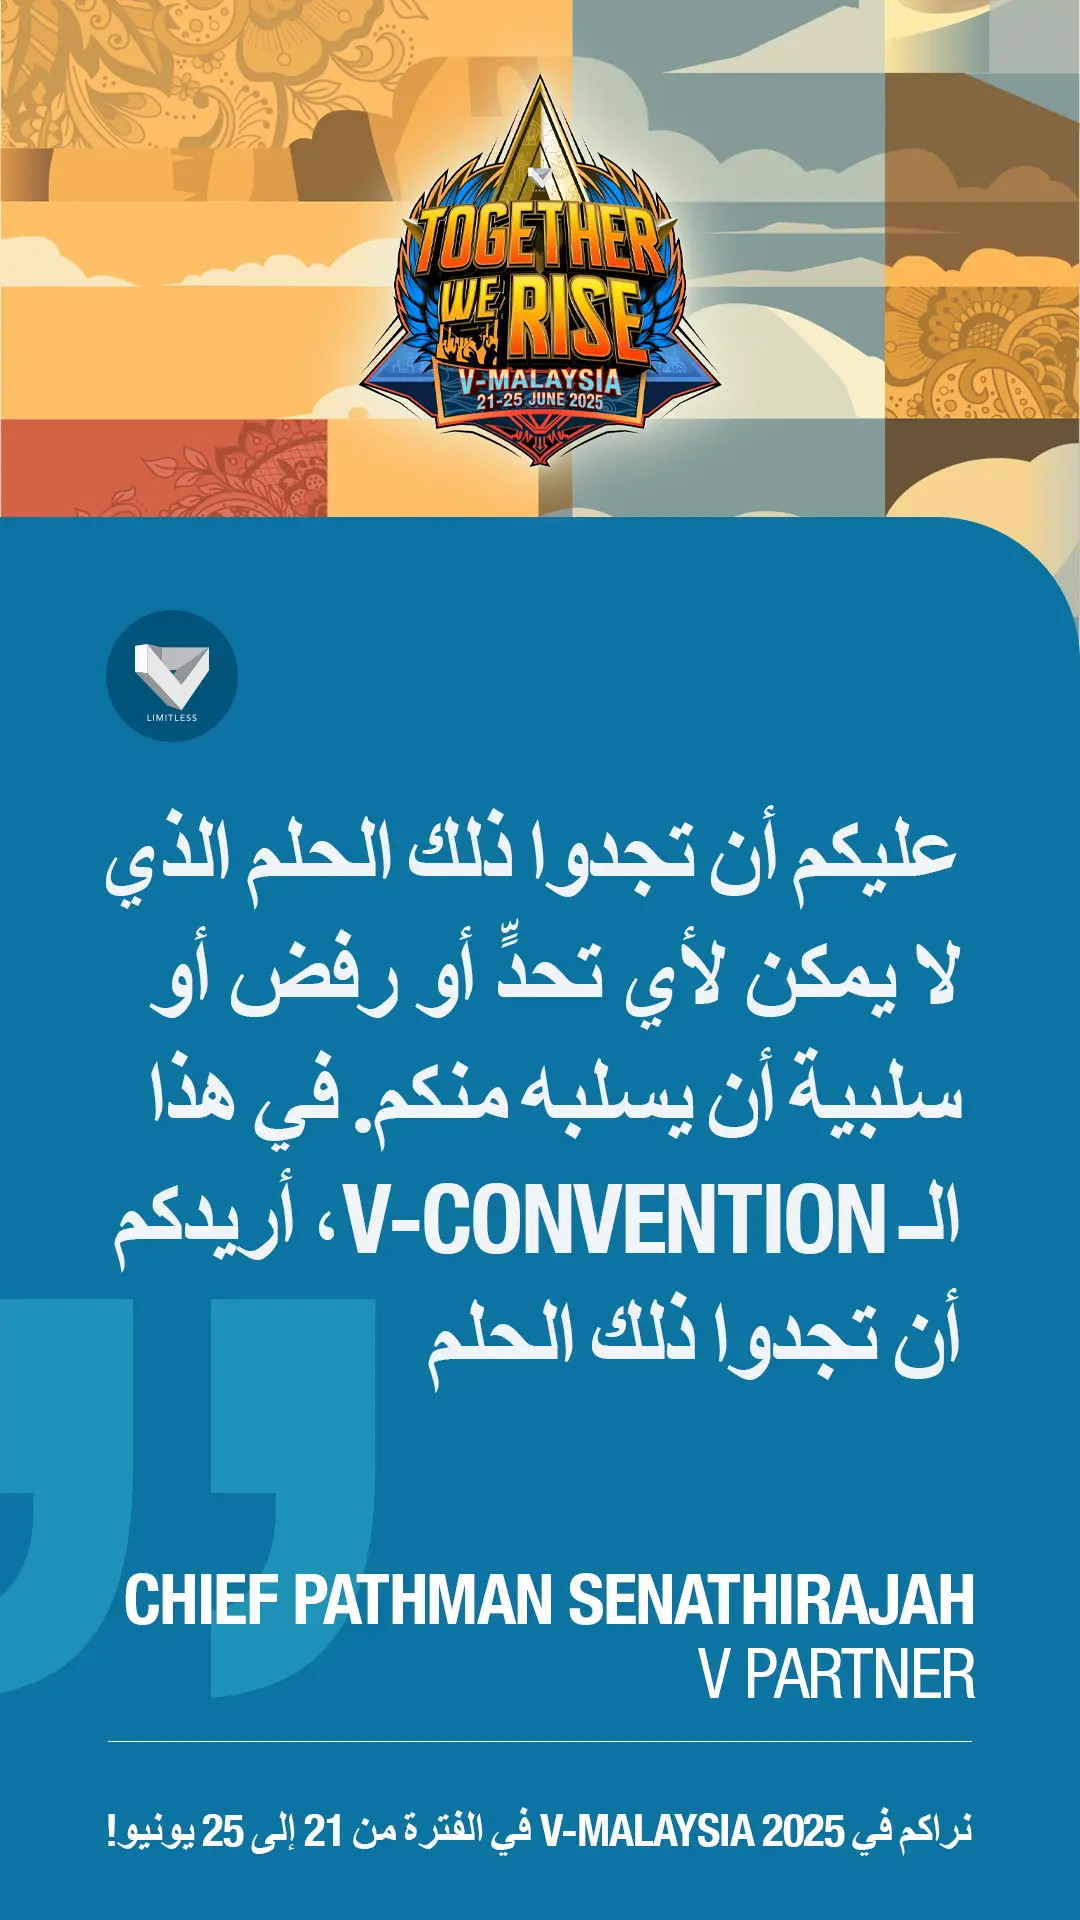 TOGETHER
WE RISE
V-MALAYSIA
21-25 JUNE 2025
LIMITLESS
عليكم أن تجدوا ذلك الحلم الذي
لا يمكن لأي تحدٍّ أو رفض أو
سلبية أن يسلبه منكم. في هذا
الـ V-CONVENTION، أريدكم
أن تجدوا ذلك الحلم
CHIEF PATHMAN SENATHIRAJAH
V PARTNER
نراكم في V-MALAYSIA 2025 في الفترة من 21 إلى 25 يونيو!